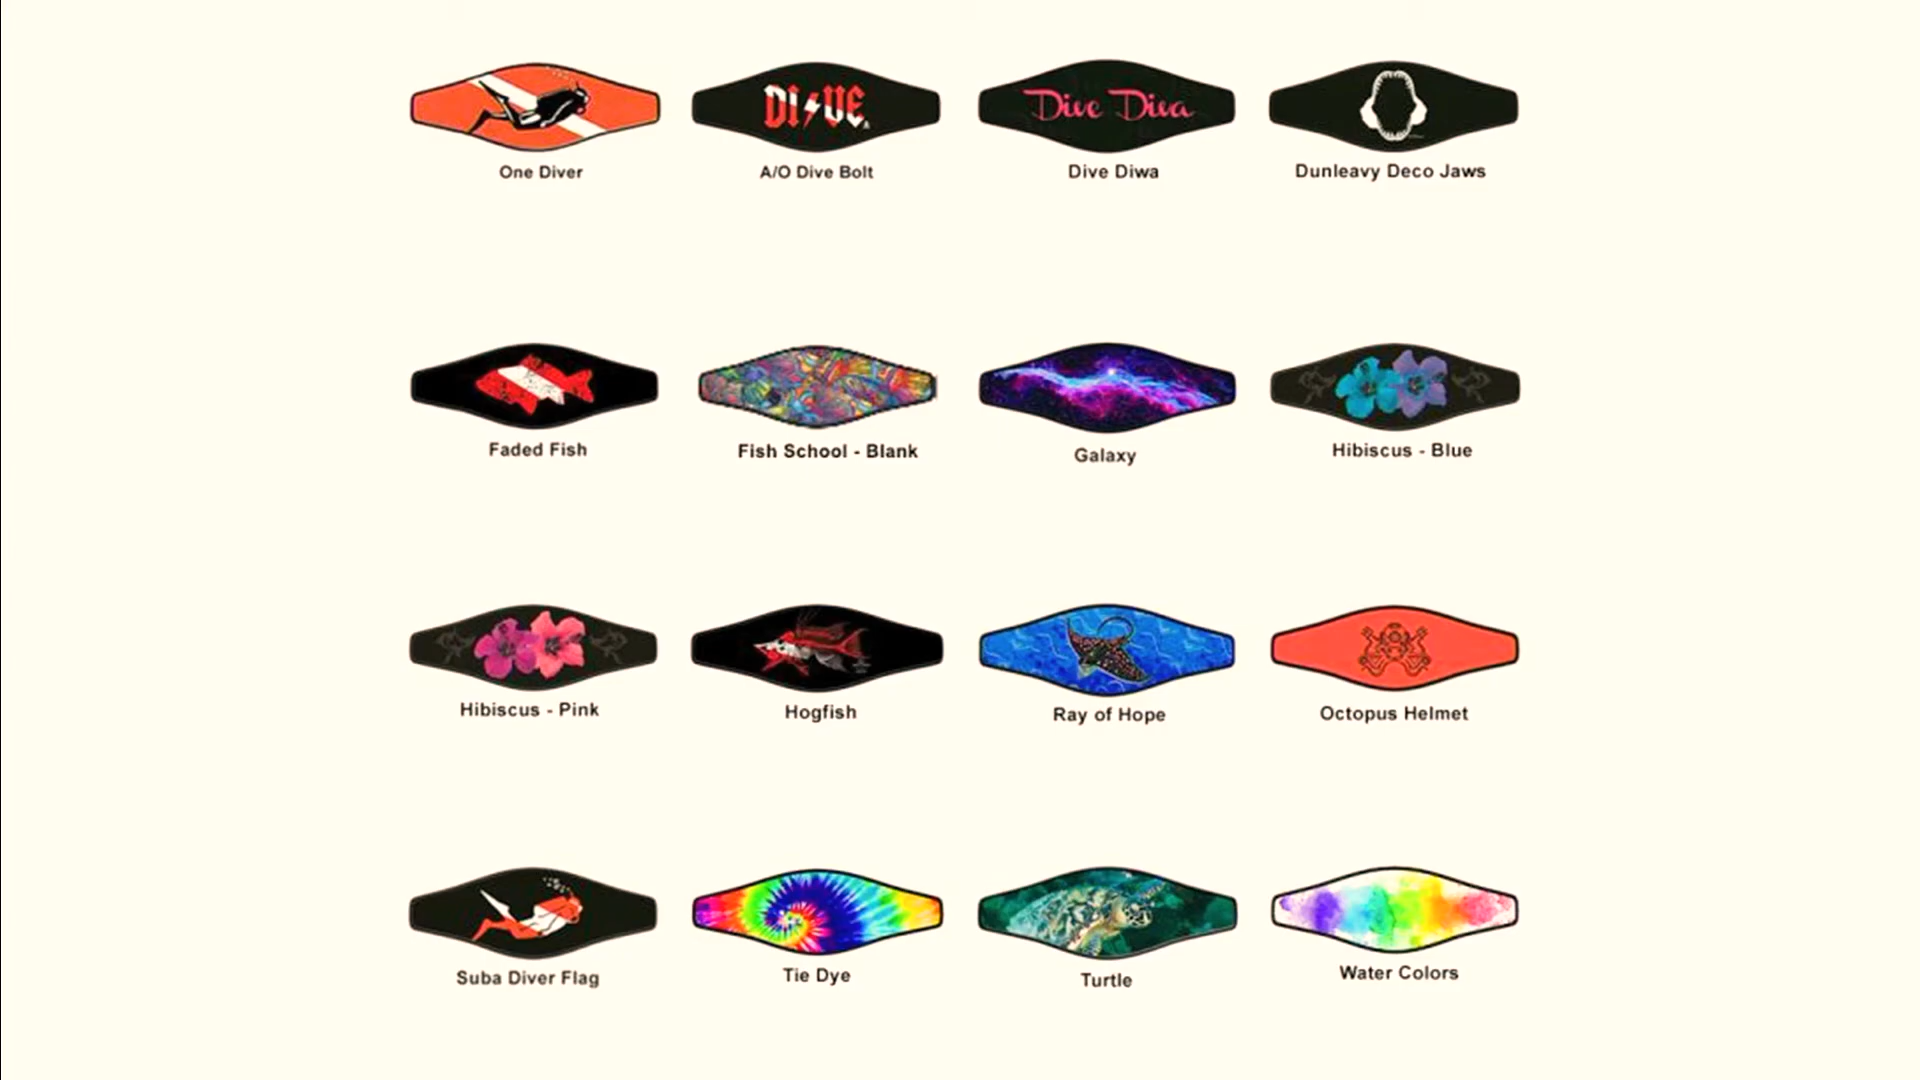 DI⚡VE
Dive Diva
One Diver
A/O Dive Bolt
Dive Diwa
Dunleavy Deco Jaws
Faded Fish
Fish School - Blank
Galaxy
Hibiscus - Blue
Hibiscus - Pink
Hogfish
Ray of Hope
Octopus Helmet
Suba Diver Flag
Tie Dye
Turtle
Water Colors